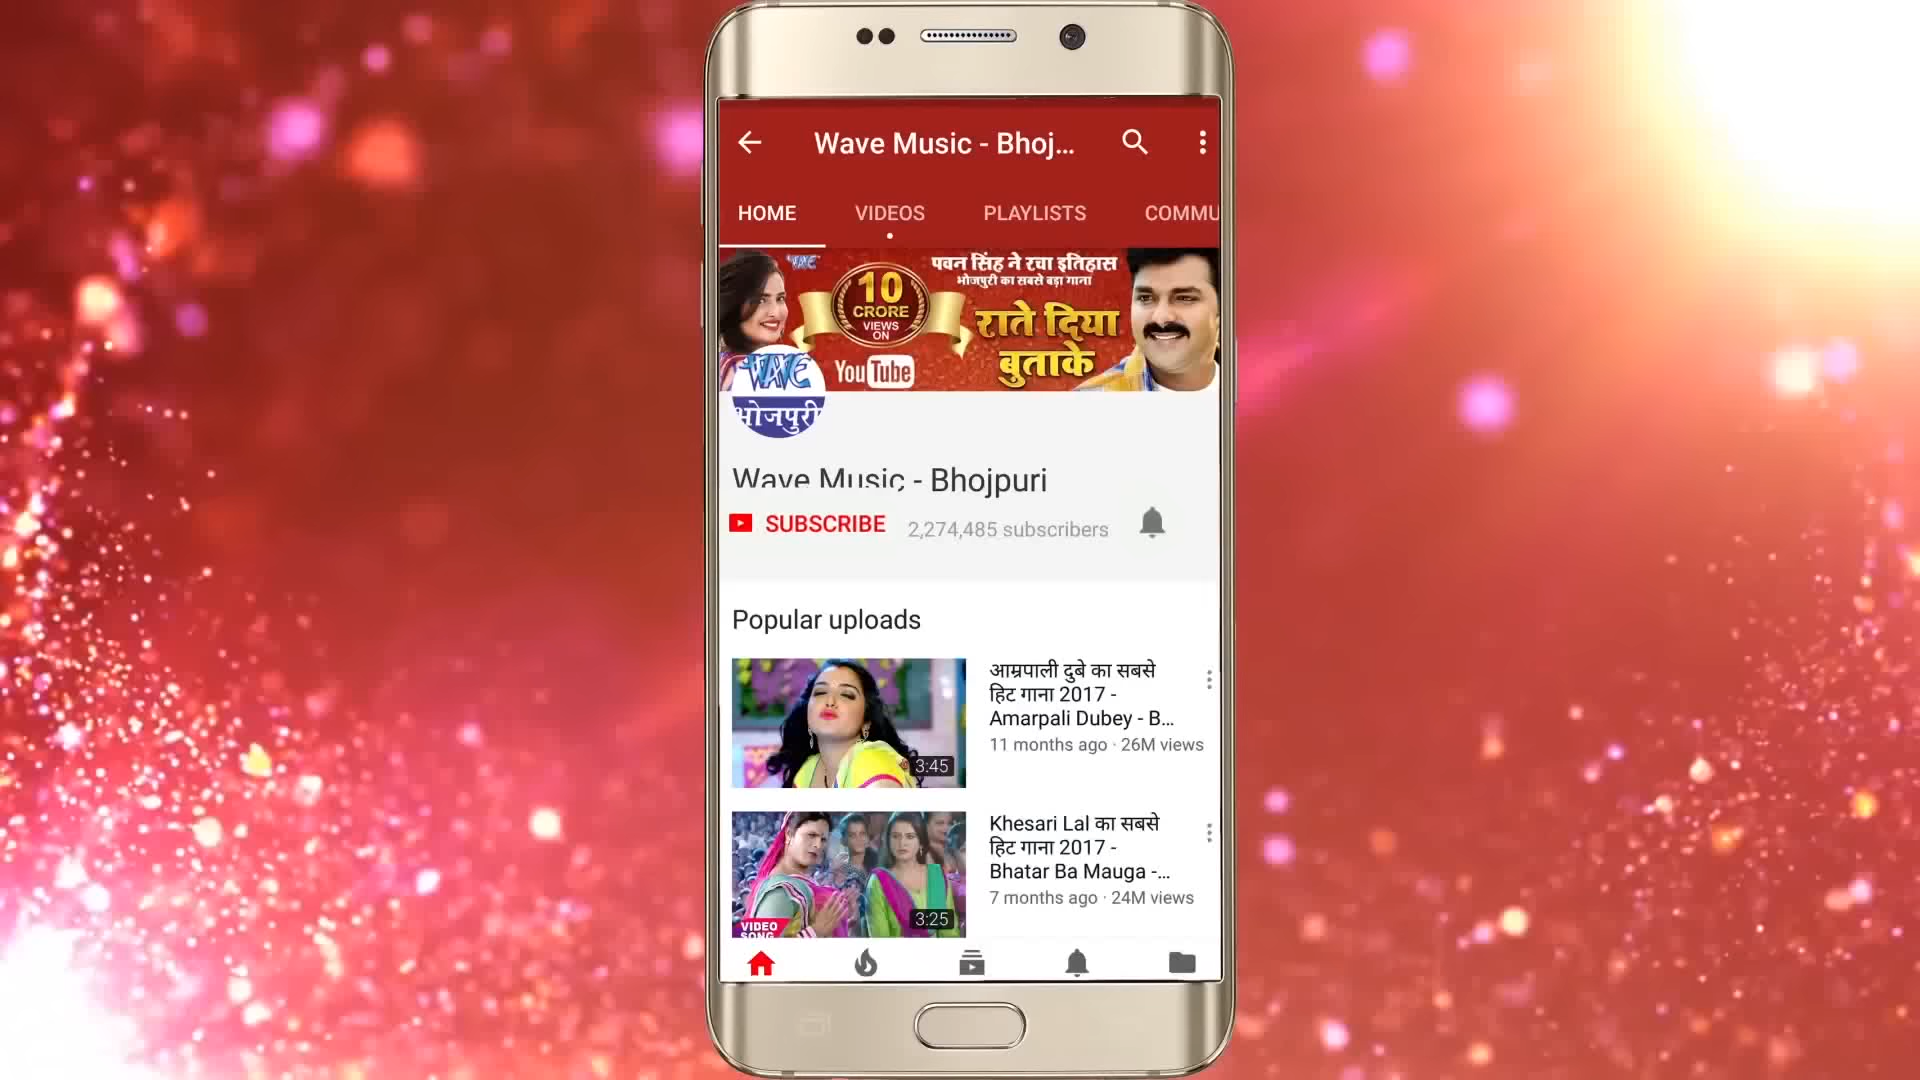 Wave Music - Bhoj...
HOME VIDEOS PLAYLISTS COMMU
WAVE
पवन सिंह ने रचा इतिहास
भोजपुरी का सबसे बड़ा गाना
10
CRORE
VIEWS
ON
YouTube
राते दिया
बुताके
WAVE
भोजपुरी
Wave Music - Bhojpuri
SUBSCRIBE 2,274,485 subscribers
Popular uploads
आम्रपाली दुबे का सबसे
हिट गाना 2017 -
Amarpali Dubey - B...
11 months ago · 26M views
3:45
Khesari Lal का सबसे
हिट गाना 2017 -
Bhatar Ba Mauga -...
7 months ago · 24M views
VIDEO
SONG
3:25